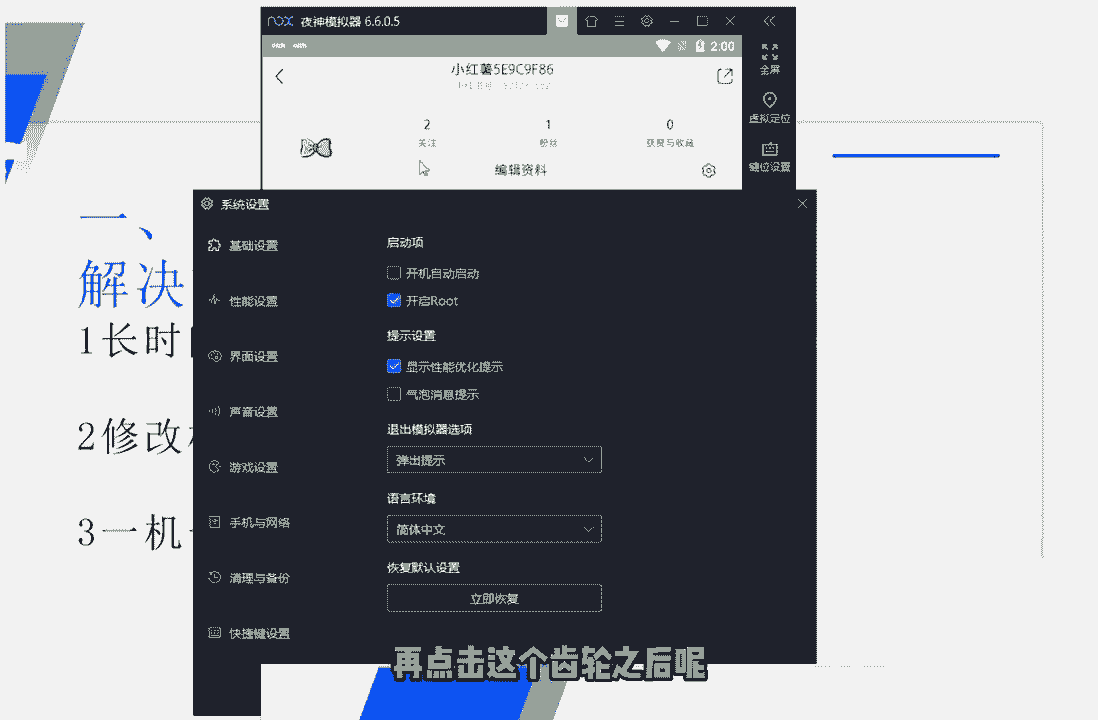 nox 夜神模拟器 6.6.0.5
2:00
小红薯5E9C9F86
2
1
0
关注
粉丝
获赞与收藏
编辑资料
全屏
虚拟定位
键位设置
一、
解决
1长时
2修改
3一机
系统设置
基础设置
性能设置
界面设置
声音设置
游戏设置
手机与网络
清理与备份
快捷键设置
启动项
开机自动启动
开启Root
提示设置
显示性能优化提示
气泡消息提示
退出模拟器选项
弹出提示
语言环境
简体中文
恢复默认设置
立即恢复
再点击这个齿轮之后呢